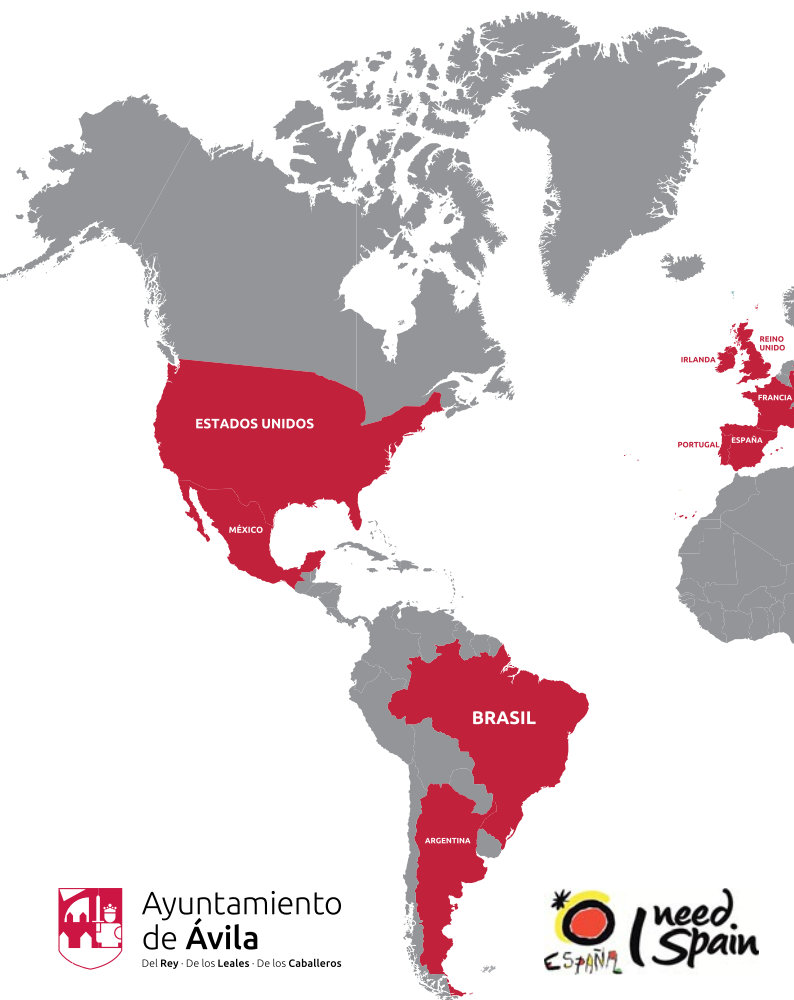 REINO
UNIDO
IRLANDA
FRANCIA
ESTADOS UNIDOS
PORTUGAL
ESPAÑA
MÉXICO
BRASIL
ARGENTINA
Ayuntamiento
de Ávila
Del Rey · De los Leales · De los Caballeros
ESPAÑA
I need
Spain